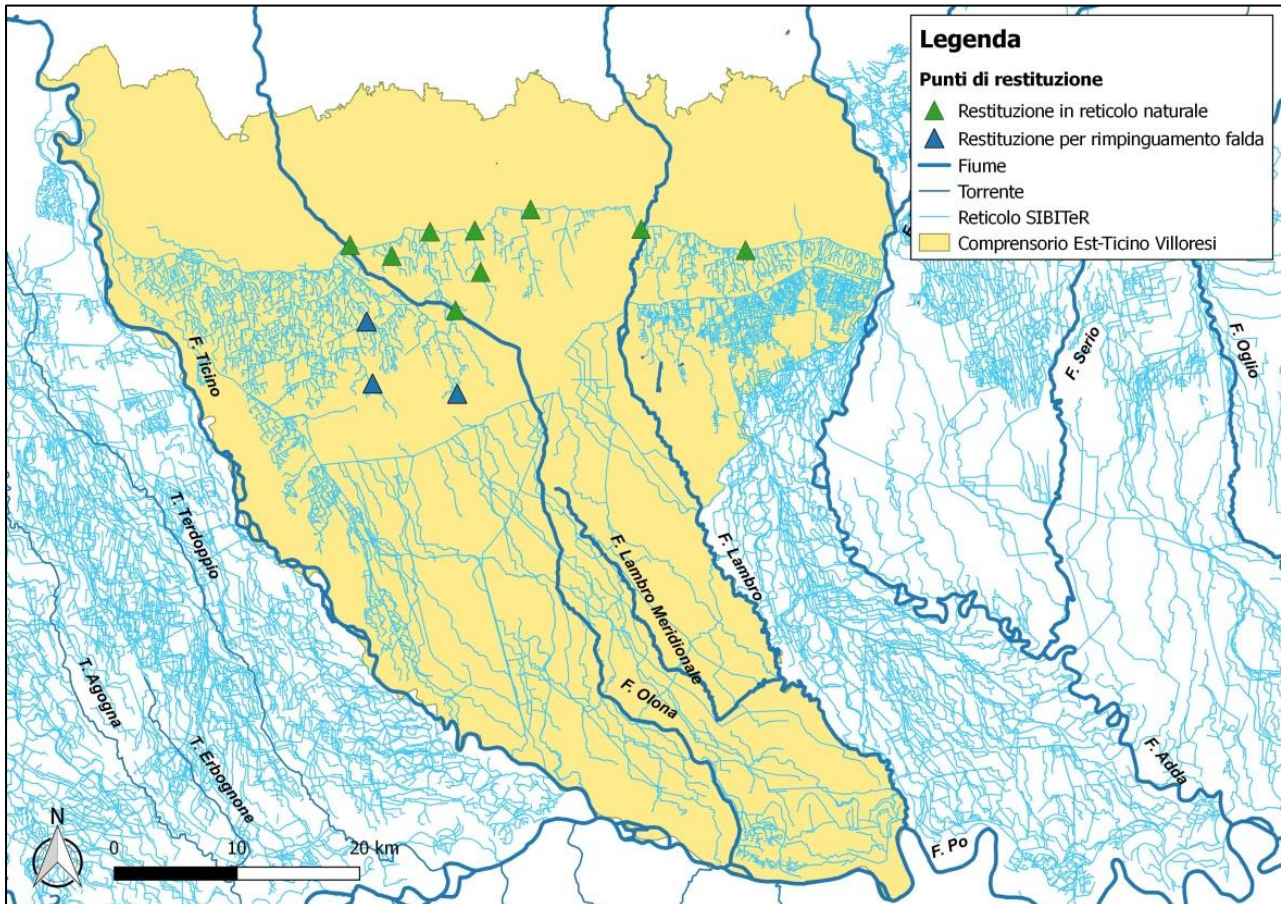 Legenda
Punti di restituzione
Restituzione in reticolo naturale
Restituzione per rimpinguamento falda
Fiume
Torrente
Reticolo SIBITeR
Comprensorio Est-Ticino Villoresi
F. Ticino
F. Serio
F. Oglio
T. Terdoppio
F. Lambro Meridionale
F. Lambro
T. Agogna
T. Erbognone
F. Olona
F. Adda
F. Po
N
0 10 20 km